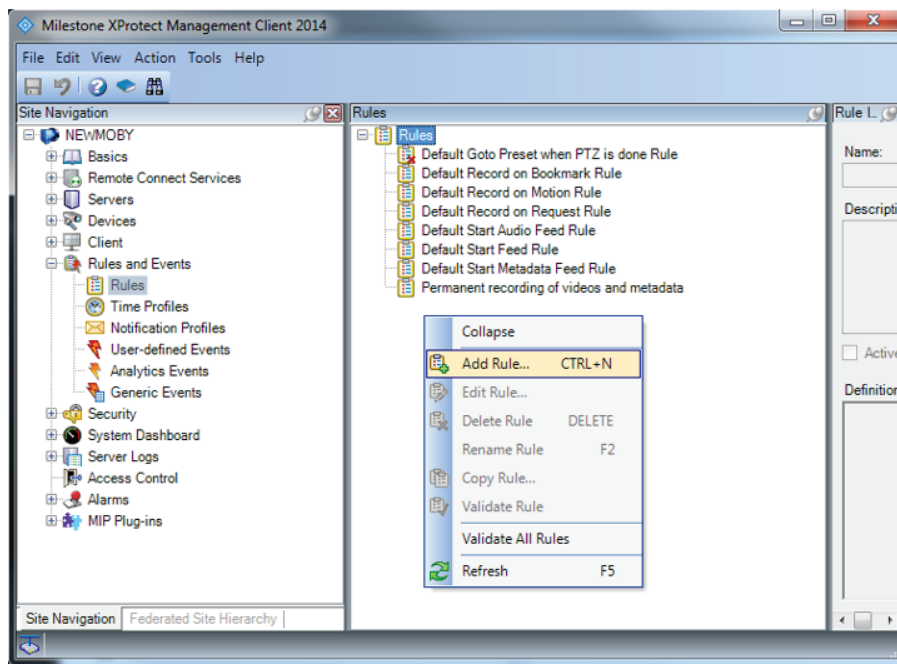 Milestone XProtect Management Client 2014
File Edit View Action Tools Help
Site Navigation
NEWMOBY
Basics
Remote Connect Services
Servers
Devices
Client
Rules and Events
Rules
Time Profiles
Notification Profiles
User-defined Events
Analytics Events
Generic Events
Security
System Dashboard
Server Logs
Access Control
Alarms
MIP Plug-ins
Site Navigation Federated Site Hierarchy
Rules
Rules
Default Goto Preset when PTZ is done Rule
Default Record on Bookmark Rule
Default Record on Motion Rule
Default Record on Request Rule
Default Start Audio Feed Rule
Default Start Feed Rule
Default Start Metadata Feed Rule
Permanent recording of videos and metadata
Collapse
Add Rule... CTRL+N
Edit Rule...
Delete Rule DELETE
Rename Rule F2
Copy Rule...
Validate Rule
Validate All Rules
Refresh F5
Rule I...
Name:
Descripti
Active
Definition